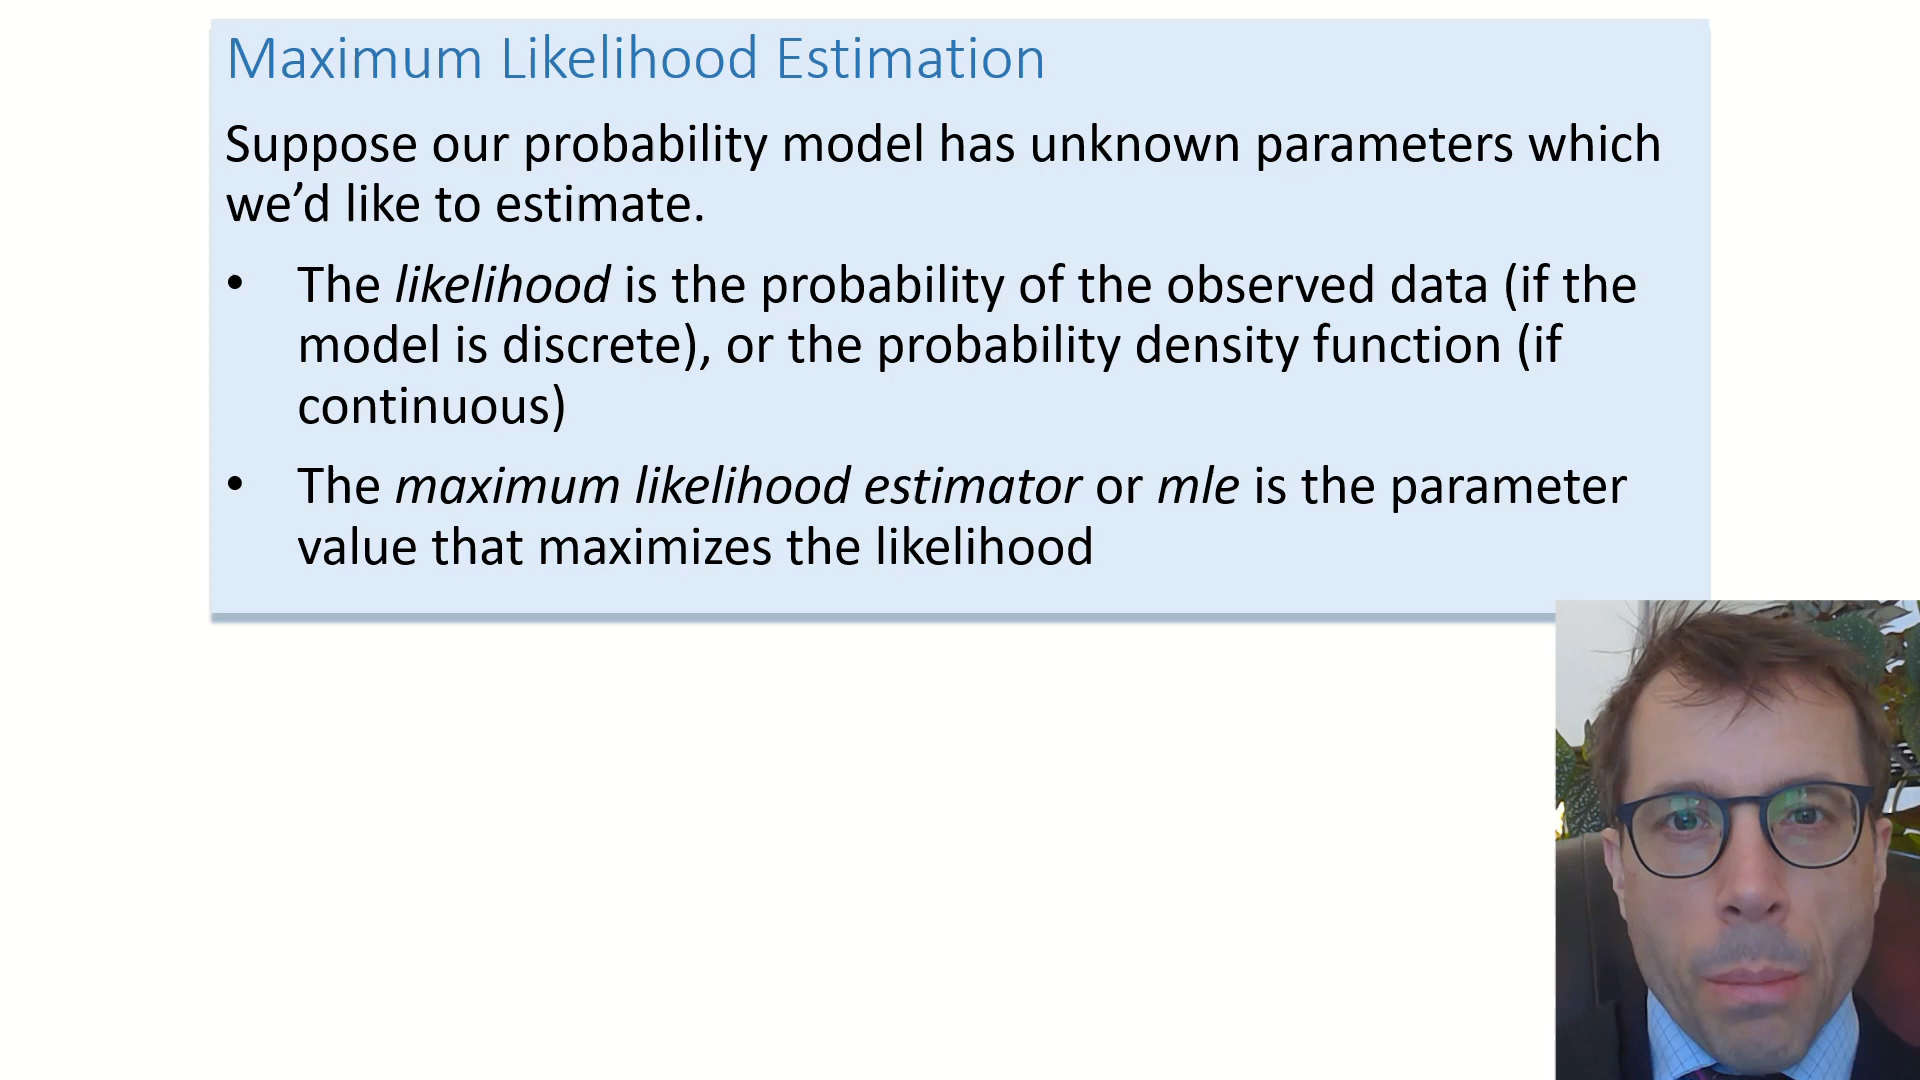 Maximum Likelihood Estimation
Suppose our probability model has unknown parameters which
we’d like to estimate.
• The likelihood is the probability of the observed data (if the
model is discrete), or the probability density function (if
continuous)
• The maximum likelihood estimator or mle is the parameter
value that maximizes the likelihood